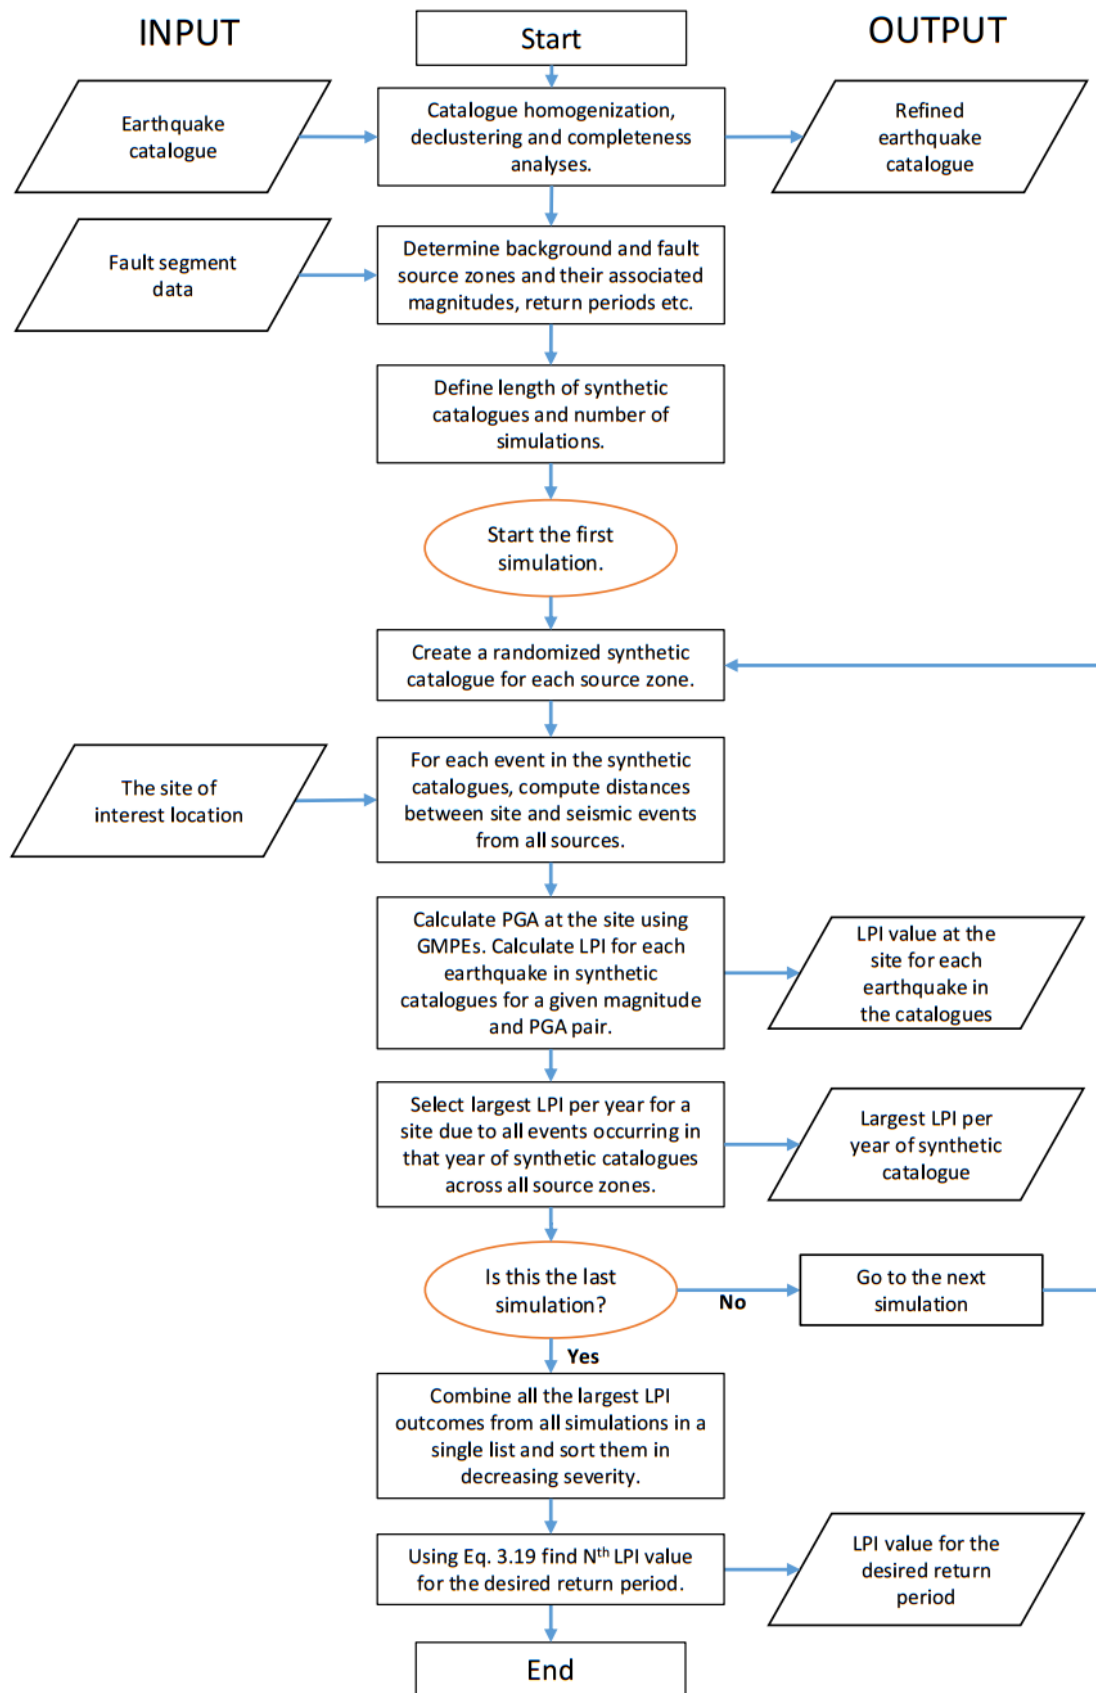 INPUT
Start
OUTPUT
Earthquake
catalogue
Catalogue homogenization,
declustering and completeness
analyses.
Refined
earthquake
catalogue
Fault segment
data
Determine background and fault
source zones and their associated
magnitudes, return periods etc.
Define length of synthetic
catalogues and number of
simulations.
Start the first
simulation.
Create a randomized synthetic
catalogue for each source zone.
The site of
interest location
For each event in the synthetic
catalogues, compute distances
between site and seismic events
from all sources.
Calculate PGA at the site using
GMPEs. Calculate LPI for each
earthquake in synthetic
catalogues for a given magnitude
and PGA pair.
LPI value at the
site for each
earthquake in
the catalogues
Select largest LPI per year for a
site due to all events occurring in
that year of synthetic catalogues
across all source zones.
Largest LPI per
year of synthetic
catalogue
Is this the last
simulation?
No
Go to the next
simulation
Yes
Combine all the largest LPI
outcomes from all simulations in a
single list and sort them in
decreasing severity.
Using Eq. 3.19 find Nth LPI value
for the desired return period.
LPI value for the
desired return
period
End